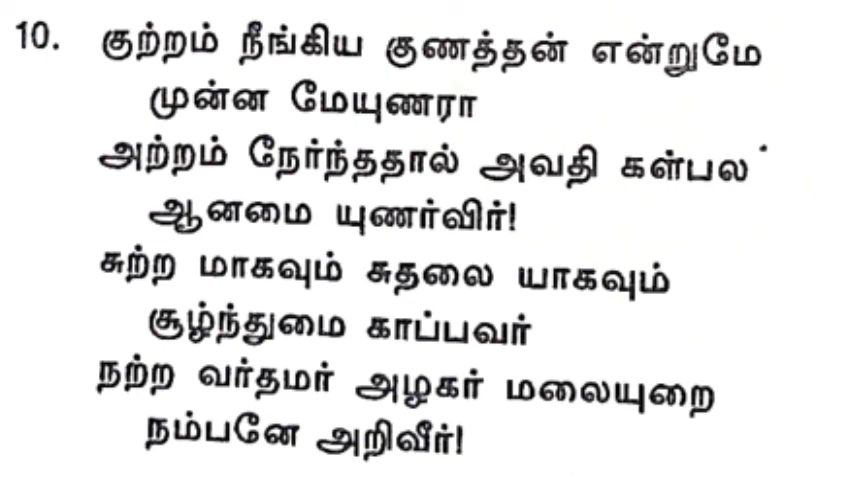 10. குற்றம் நீங்கிய குணத்தன் என்றுமே
முன்ன மேயுணரா
அற்றம் நேர்ந்ததால் அவதி கள்பல
ஆனமை யுணர்விர்!
சுற்ற மாகவும் சுதலை யாகவும்
சூழ்ந்துமை காப்பவர்
நற்ற வர்தமர் அழகர் மலையுறை
நம்பனே அறிவீர்!